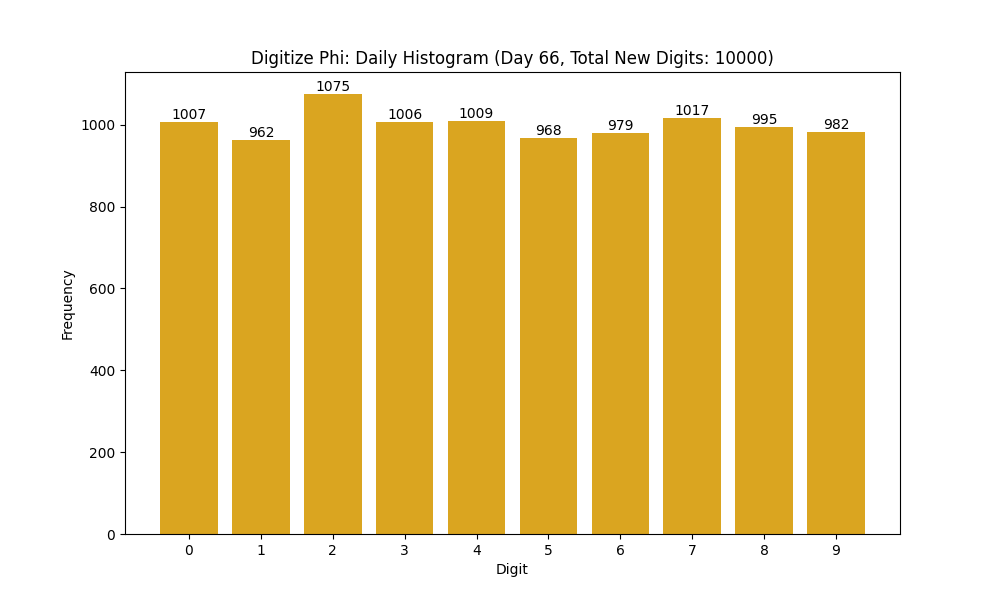 Digitize Phi: Daily Histogram (Day 66, Total New Digits: 10000)
1007 962 1075 1006 1009 968 979 1017 995 982
Frequency
1000
800
600
400
200
0
0 1 2 3 4 5 6 7 8 9
Digit